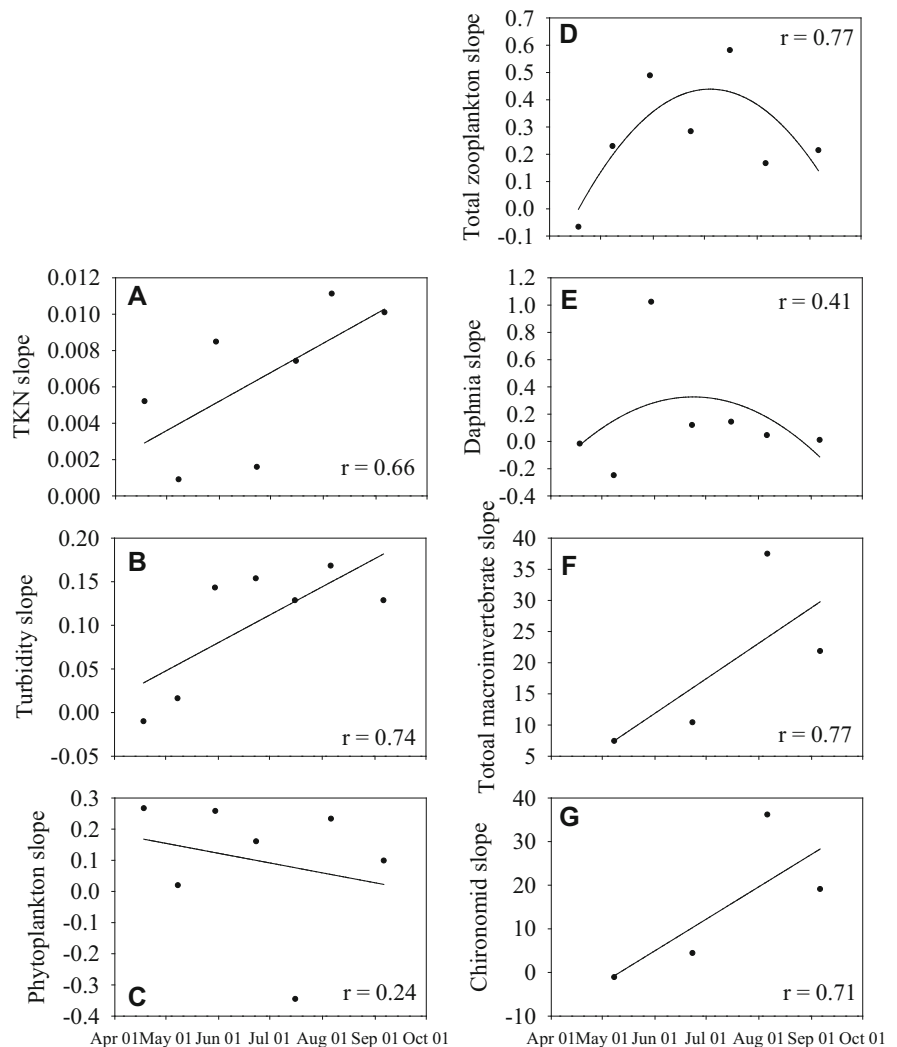 D
r = 0.77
Total zooplankton slope
0.7
0.6
0.5
0.4
0.3
0.2
0.1
0.0
-0.1
A
r = 0.66
TKN slope
0.012
0.010
0.008
0.006
0.004
0.002
0.000
E
r = 0.41
Daphnia slope
1.2
1.0
0.8
0.6
0.4
0.2
0.0
-0.2
-0.4
B
r = 0.74
Turbidity slope
0.20
0.15
0.10
0.05
0.00
-0.05
F
r = 0.77
Totoal macroinvertebrate slope
40
35
30
25
20
15
10
5
C
r = 0.24
Phytoplankton slope
0.3
0.2
0.1
0.0
-0.1
-0.2
-0.3
-0.4
Apr 01 May 01 Jun 01 Jul 01 Aug 01 Sep 01 Oct 01
G
r = 0.71
Chironomid slope
40
30
20
10
0
-10
Apr 01 May 01 Jun 01 Jul 01 Aug 01 Sep 01 Oct 01